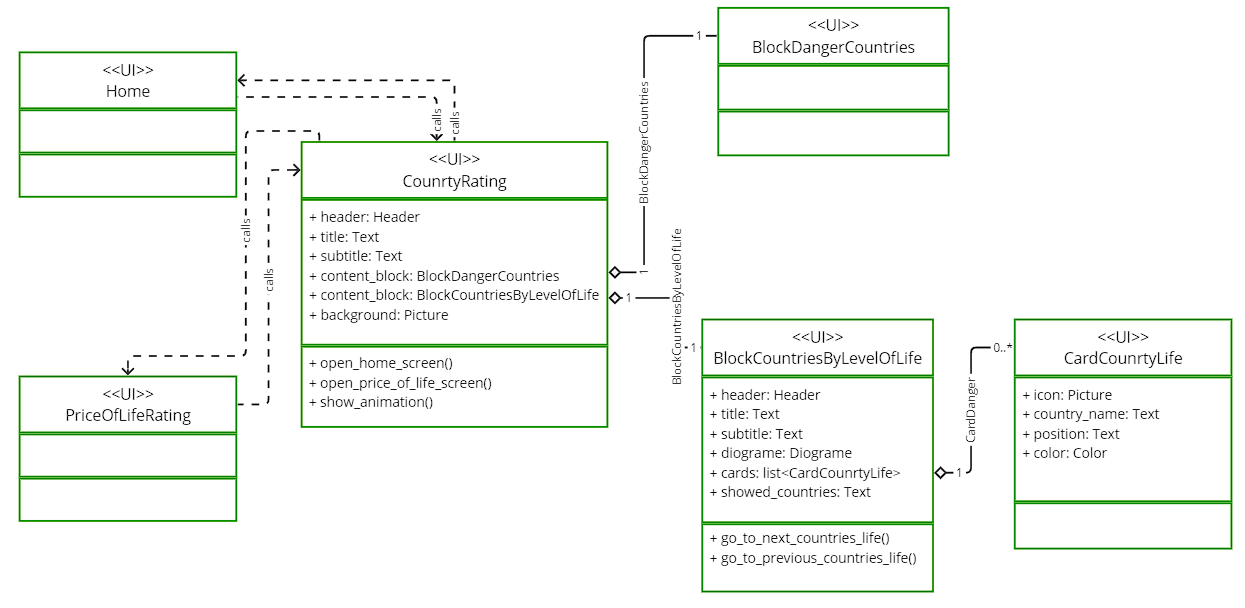 <<UI>>
Home
calls
calls
calls
calls
<<UI>>
CounrtyRating
+ header: Header
+ title: Text
+ subtitle: Text
+ content_block: BlockDangerCountries
+ content_block: BlockCountriesByLevelOfLife
+ background: Picture
+ open_home_screen()
+ open_price_of_life_screen()
+ show_animation()
<<UI>>
PriceOfLifeRating
1
BlockDangerCountries
1
<<UI>>
BlockDangerCountries
1
BlockCountriesByLevelOfLife
1
<<UI>>
BlockCountriesByLevelOfLife
+ header: Header
+ title: Text
+ subtitle: Text
+ diograme: Diograme
+ cards: list<CardCounrtyLife>
+ showed_countries: Text
+ go_to_next_countries_life()
+ go_to_previous_countries_life()
0..*
CardDanger
1
<<UI>>
CardCounrtyLife
+ icon: Picture
+ country_name: Text
+ position: Text
+ color: Color